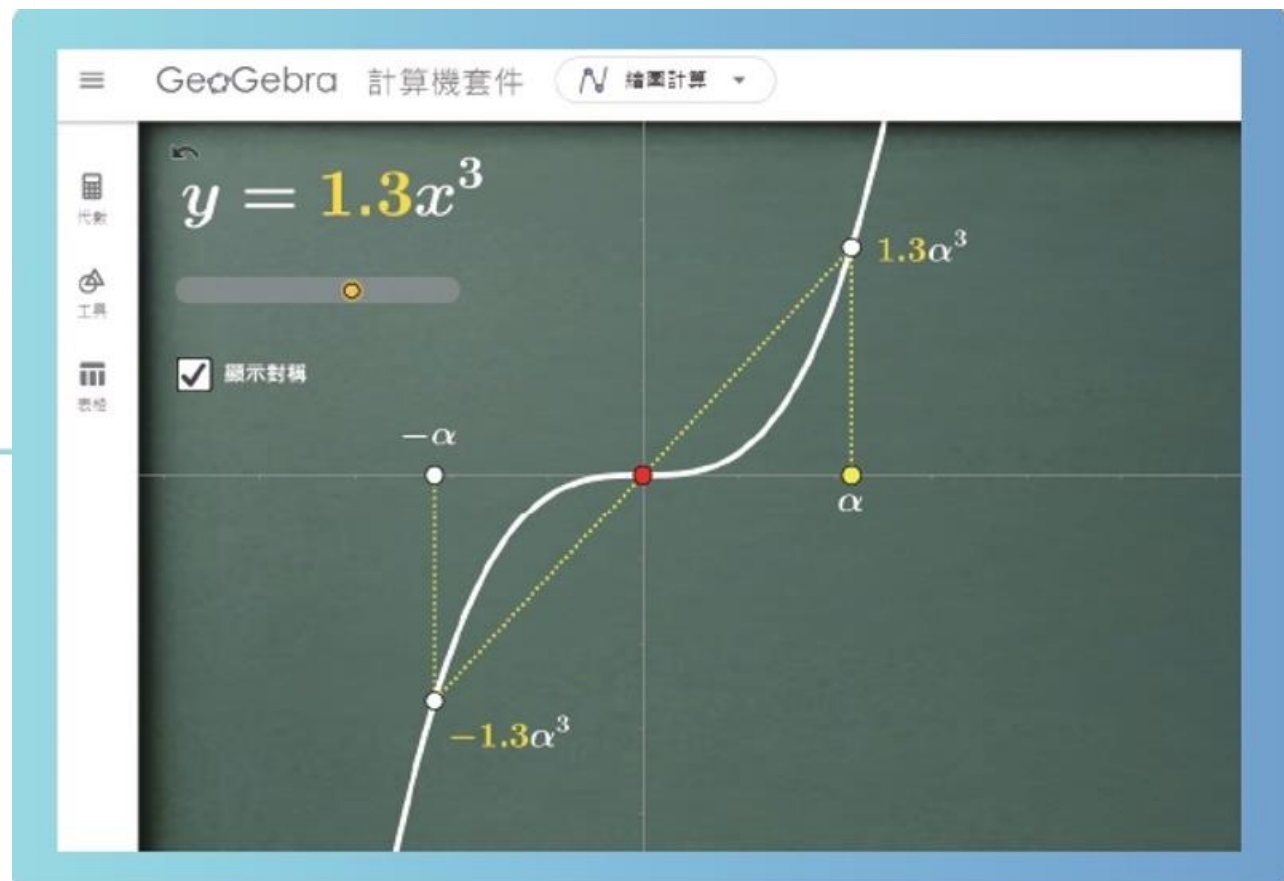 GeoGebra 計算機套件 繪圖計算
y = 1.3x³
代數
工具
表格
顯示對稱
1.3α³
−α
α
−1.3α³